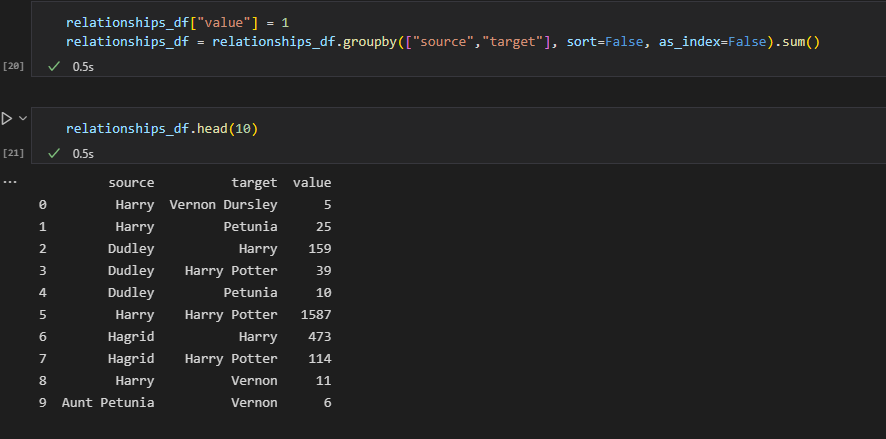 relationships_df["value"] = 1
relationships_df = relationships_df.groupby(["source","target"], sort=False, as_index=False).sum()
[20] 0.5s
relationships_df.head(10)
[21] 0.5s
...
source target value
0 Harry Vernon Dursley 5
1 Harry Petunia 25
2 Dudley Harry 159
3 Dudley Harry Potter 39
4 Dudley Petunia 10
5 Harry Harry Potter 1587
6 Hagrid Harry 473
7 Hagrid Harry Potter 114
8 Harry Vernon 11
9 Aunt Petunia Vernon 6